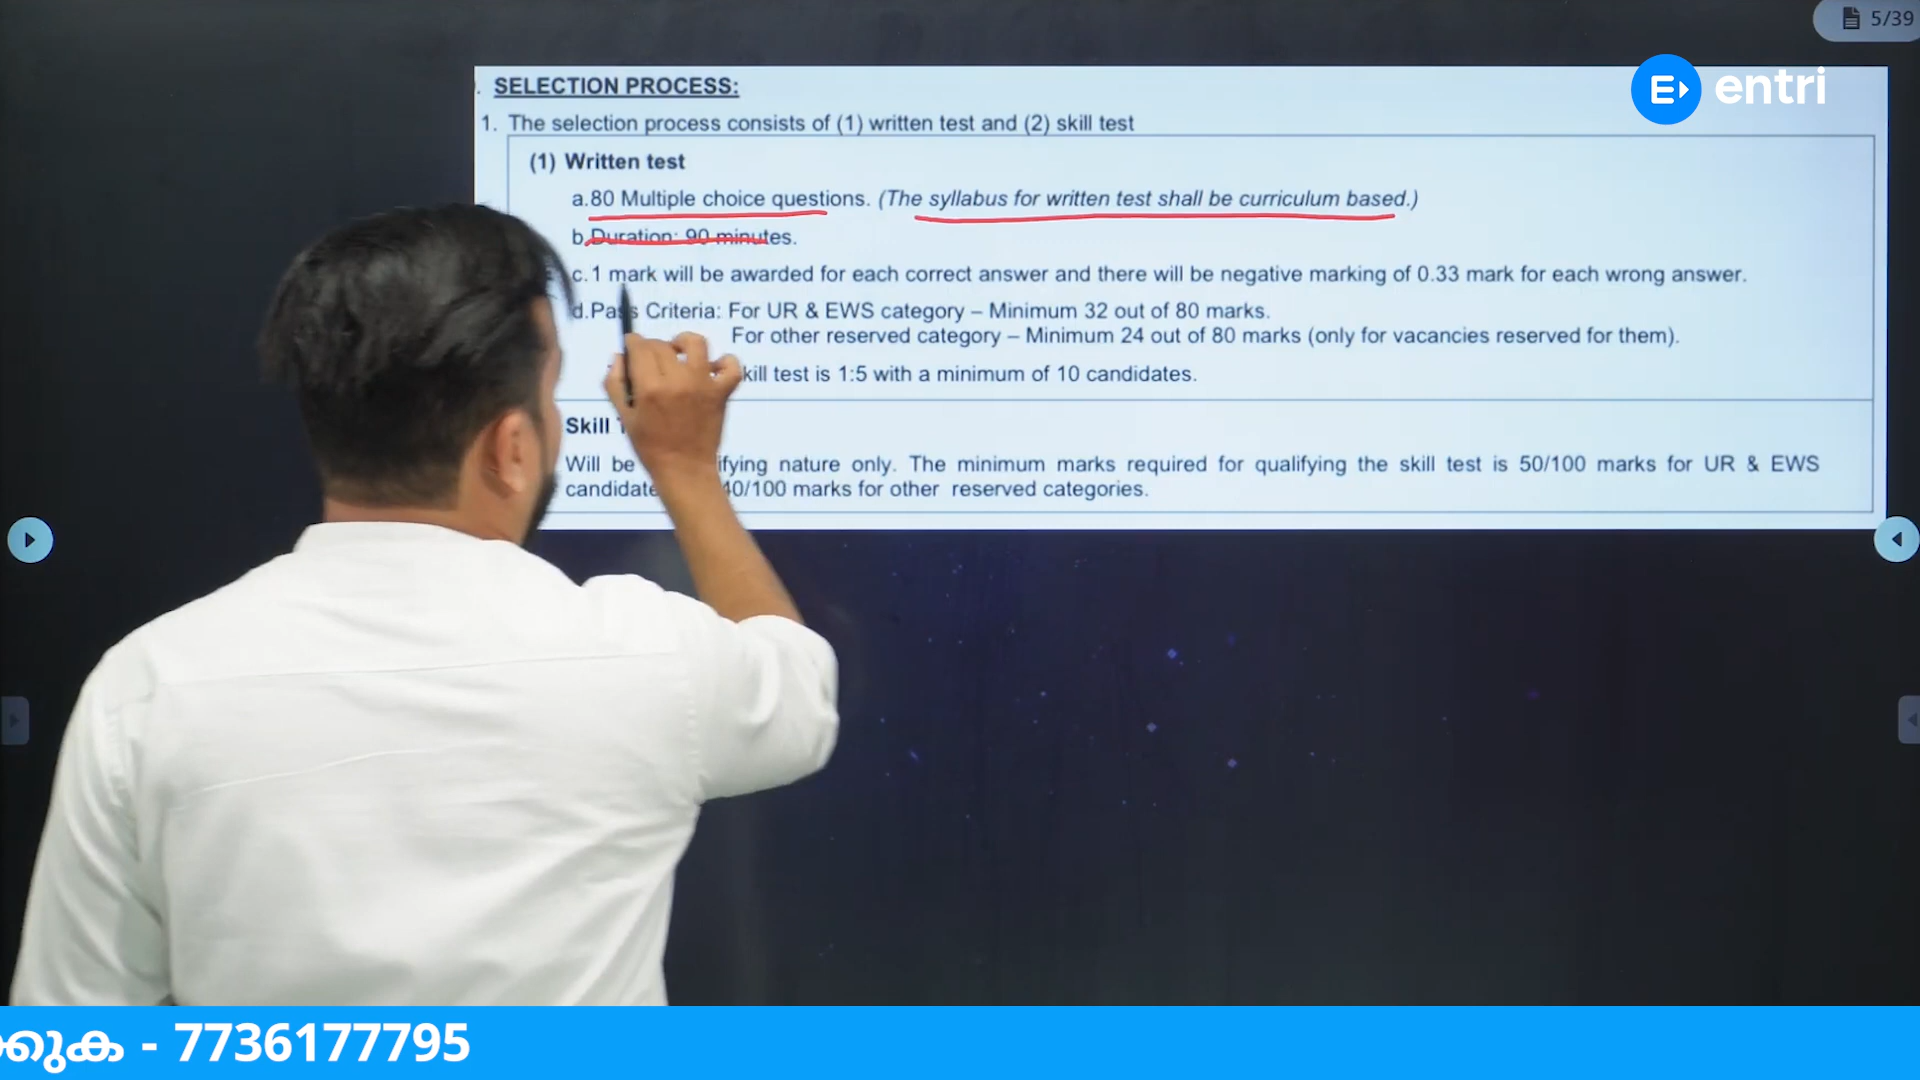 5/39
entri
SELECTION PROCESS:
1. The selection process consists of (1) written test and (2) skill test
(1) Written test
a.80 Multiple choice questions. (The syllabus for written test shall be curriculum based.)
b.Duration: 90 minutes.
c.1 mark will be awarded for each correct answer and there will be negative marking of 0.33 mark for each wrong answer.
d.Pass Criteria: For UR & EWS category – Minimum 32 out of 80 marks.
For other reserved category – Minimum 24 out of 80 marks (only for vacancies reserved for them).
test is 1:5 with a minimum of 10 candidates.
Skill
Will be nature only. The minimum marks required for qualifying the skill test is 50/100 marks for UR & EWS
40/100 marks for other reserved categories.
- 7736177795